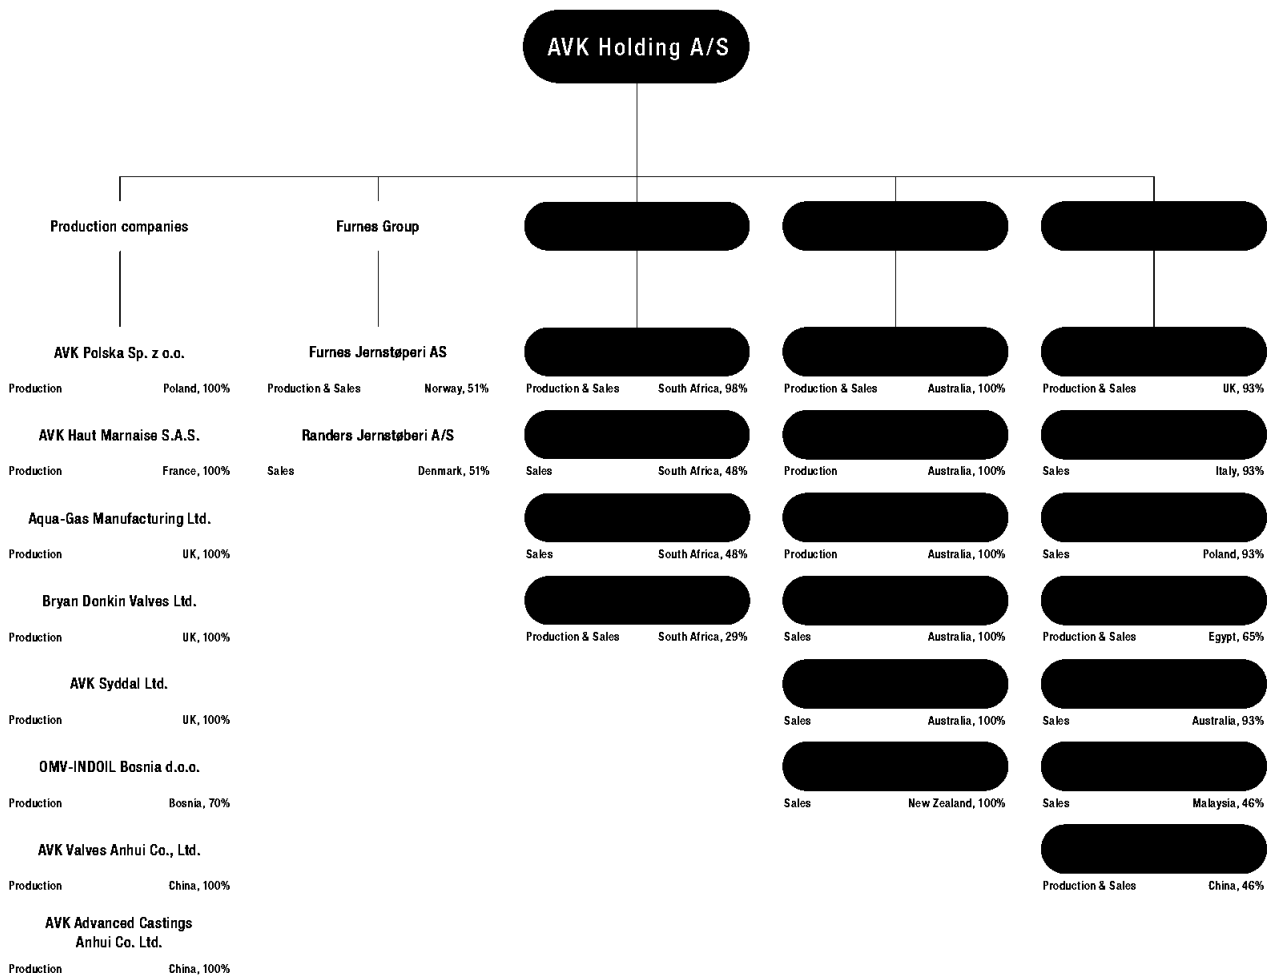 AVK Holding A/S
Production companies
Furnes Group
AVK Polska Sp. z o.o.
Production Poland, 100%
AVK Haut Marnaise S.A.S.
Production France, 100%
Aqua-Gas Manufacturing Ltd.
Production UK, 100%
Bryan Donkin Valves Ltd.
Production UK, 100%
AVK Syddal Ltd.
Production UK, 100%
OMV-INDOIL Bosnia d.o.o.
Production Bosnia, 70%
AVK Valves Anhui Co., Ltd.
Production China, 100%
AVK Advanced Castings
Anhui Co. Ltd.
Production China, 100%
Furnes Jernstøperi AS
Production & Sales Norway, 51%
Randers Jernstøberi A/S
Sales Denmark, 51%
Production & Sales South Africa, 98%
Sales South Africa, 48%
Sales South Africa, 48%
Production & Sales South Africa, 29%
Production & Sales Australia, 100%
Production Australia, 100%
Production Australia, 100%
Sales Australia, 100%
Sales Australia, 100%
Sales New Zealand, 100%
Production & Sales UK, 93%
Sales Italy, 93%
Sales Poland, 93%
Production & Sales Egypt, 65%
Sales Australia, 93%
Sales Malaysia, 46%
Production & Sales China, 46%